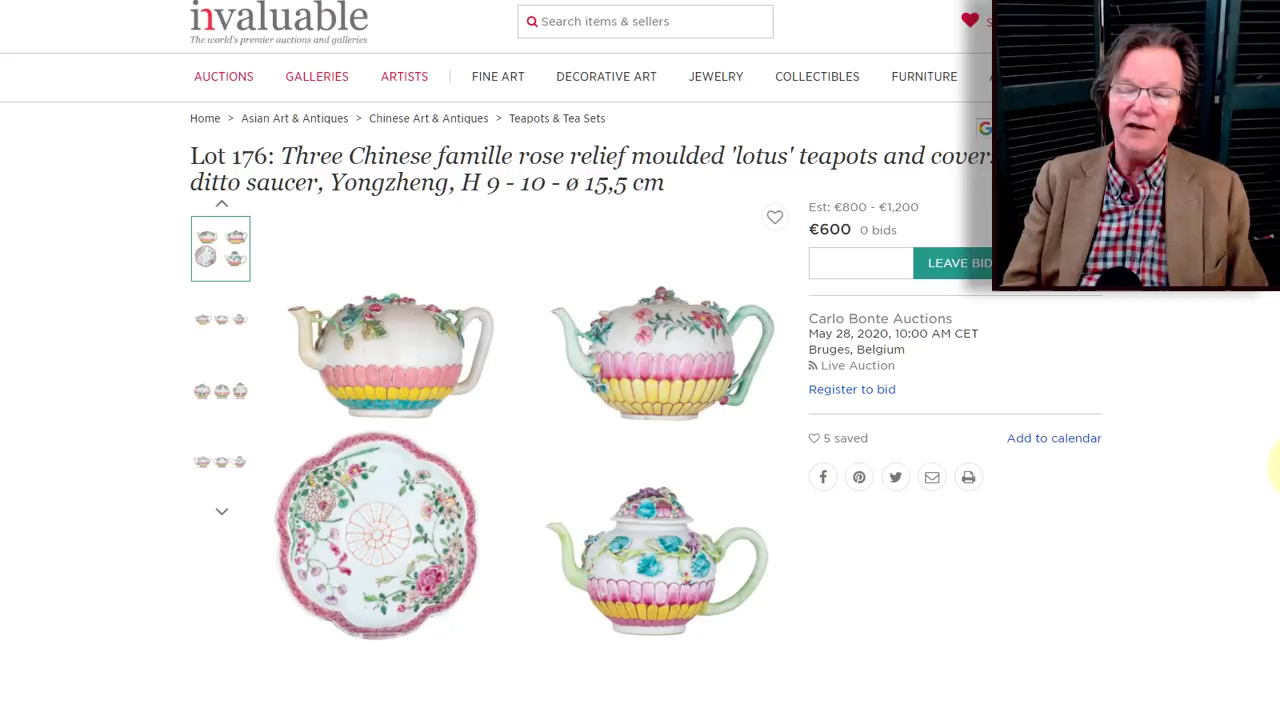 invaluable
The world's premier auctions and galleries
Search items & sellers
S
AUCTIONS GALLERIES ARTISTS | FINE ART DECORATIVE ART JEWELRY COLLECTIBLES FURNITURE
Home > Asian Art & Antiques > Chinese Art & Antiques > Teapots & Tea Sets
G
Lot 176: Three Chinese famille rose relief moulded 'lotus' teapots and cover
ditto saucer, Yongzheng, H 9 - 10 - ø 15,5 cm
Est: €800 - €1,200
€600 0 bids
LEAVE BID
Carlo Bonte Auctions
May 28, 2020, 10:00 AM CET
Bruges, Belgium
Live Auction
Register to bid
5 saved
Add to calendar